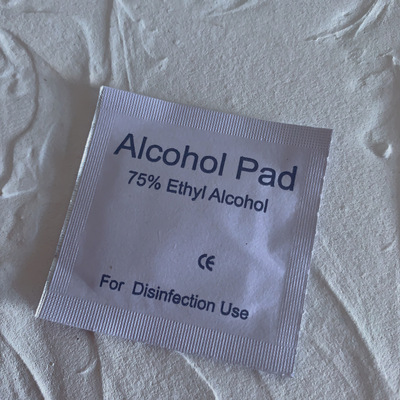 Alcohol Pad
75% Ethyl Alcohol
CE
For Disinfection Use